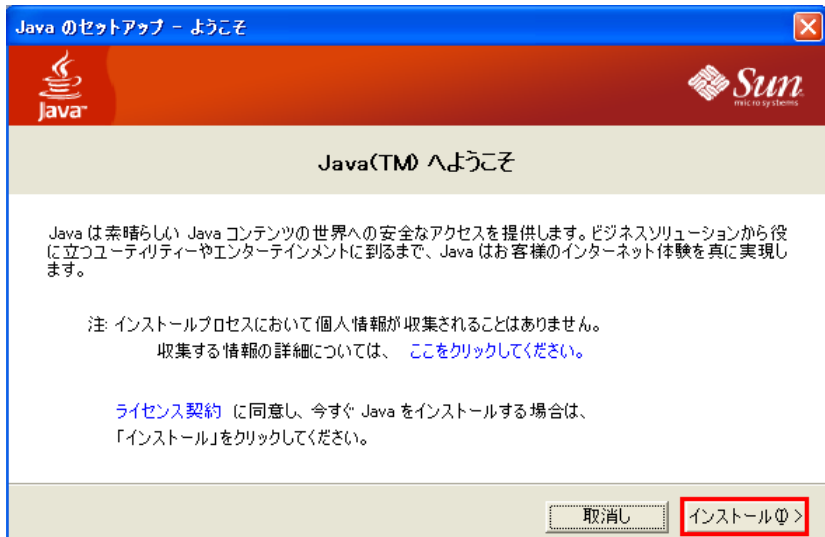 Java のセットアップ - ようこそ
Java™
Sun
microsystems
Java(TM) へようこそ
Java は素晴らしい Java コンテンツの世界への安全なアクセスを提供します。ビジネスソリューションから役
に立つユーティリティーやエンターテインメントに到るまで、Java はお客様のインターネット体験を真に実現し
ます。
注: インストールプロセスにおいて個人情報が収集されることはありません。
収集する情報の詳細については、 ここをクリックしてください。
ライセンス契約 に同意し、今すぐ Java をインストールする場合は、
「インストール」をクリックしてください。
取消し
インストール(I) >